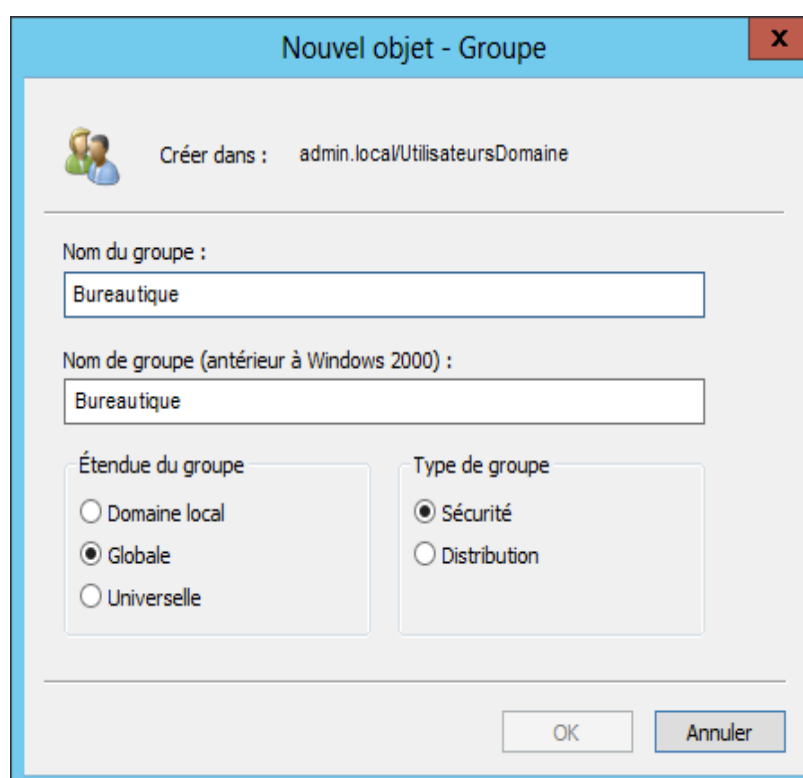 Nouvel objet - Groupe
x
Créer dans : admin.local/UtilisateursDomaine
Nom du groupe :
Bureautique
Nom de groupe (antérieur à Windows 2000) :
Bureautique
Étendue du groupe
Domaine local
Globale
Universelle
Type de groupe
Sécurité
Distribution
OK
Annuler